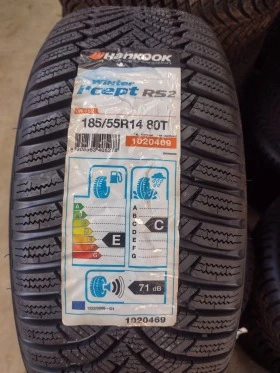 HANKOOK
Winter
i*cept RS2
185/55R14 80T
1020469
A
B
C
D
E
F
G
E
A
B
C
D
E
F
G
C
71 dB
1020469